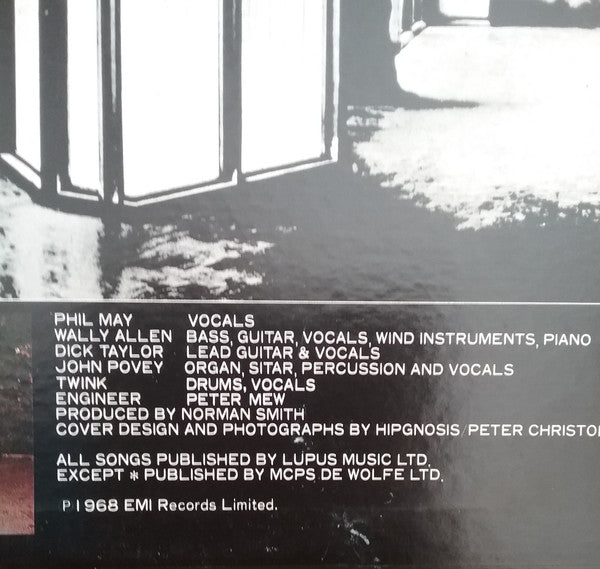 PHIL MAY VOCALS
WALLY ALLEN BASS, GUITAR, VOCALS, WIND INSTRUMENTS, PIANO
DICK TAYLOR LEAD GUITAR & VOCALS
JOHN POVEY ORGAN, SITAR, PERCUSSION AND VOCALS
TWINK DRUMS, VOCALS
ENGINEER PETER MEW
PRODUCED BY NORMAN SMITH
COVER DESIGN AND PHOTOGRAPHS BY HIPGNOSIS/PETER CHRISTO
ALL SONGS PUBLISHED BY LUPUS MUSIC LTD,
EXCEPT * PUBLISHED BY MCPS DE WOLFE LTD.
P 1968 EMI Records Limited.